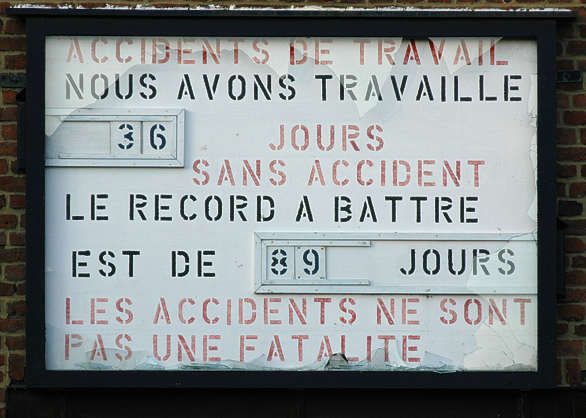 ACCIDENTS DE TRAVAIL
NOUS AVONS TRAVAILLE
36 JOURS
SANS ACCIDENT
LE RECORD A BATTRE
EST DE 89 JOURS
LES ACCIDENTS NE SONT
PAS UNE FATALITE